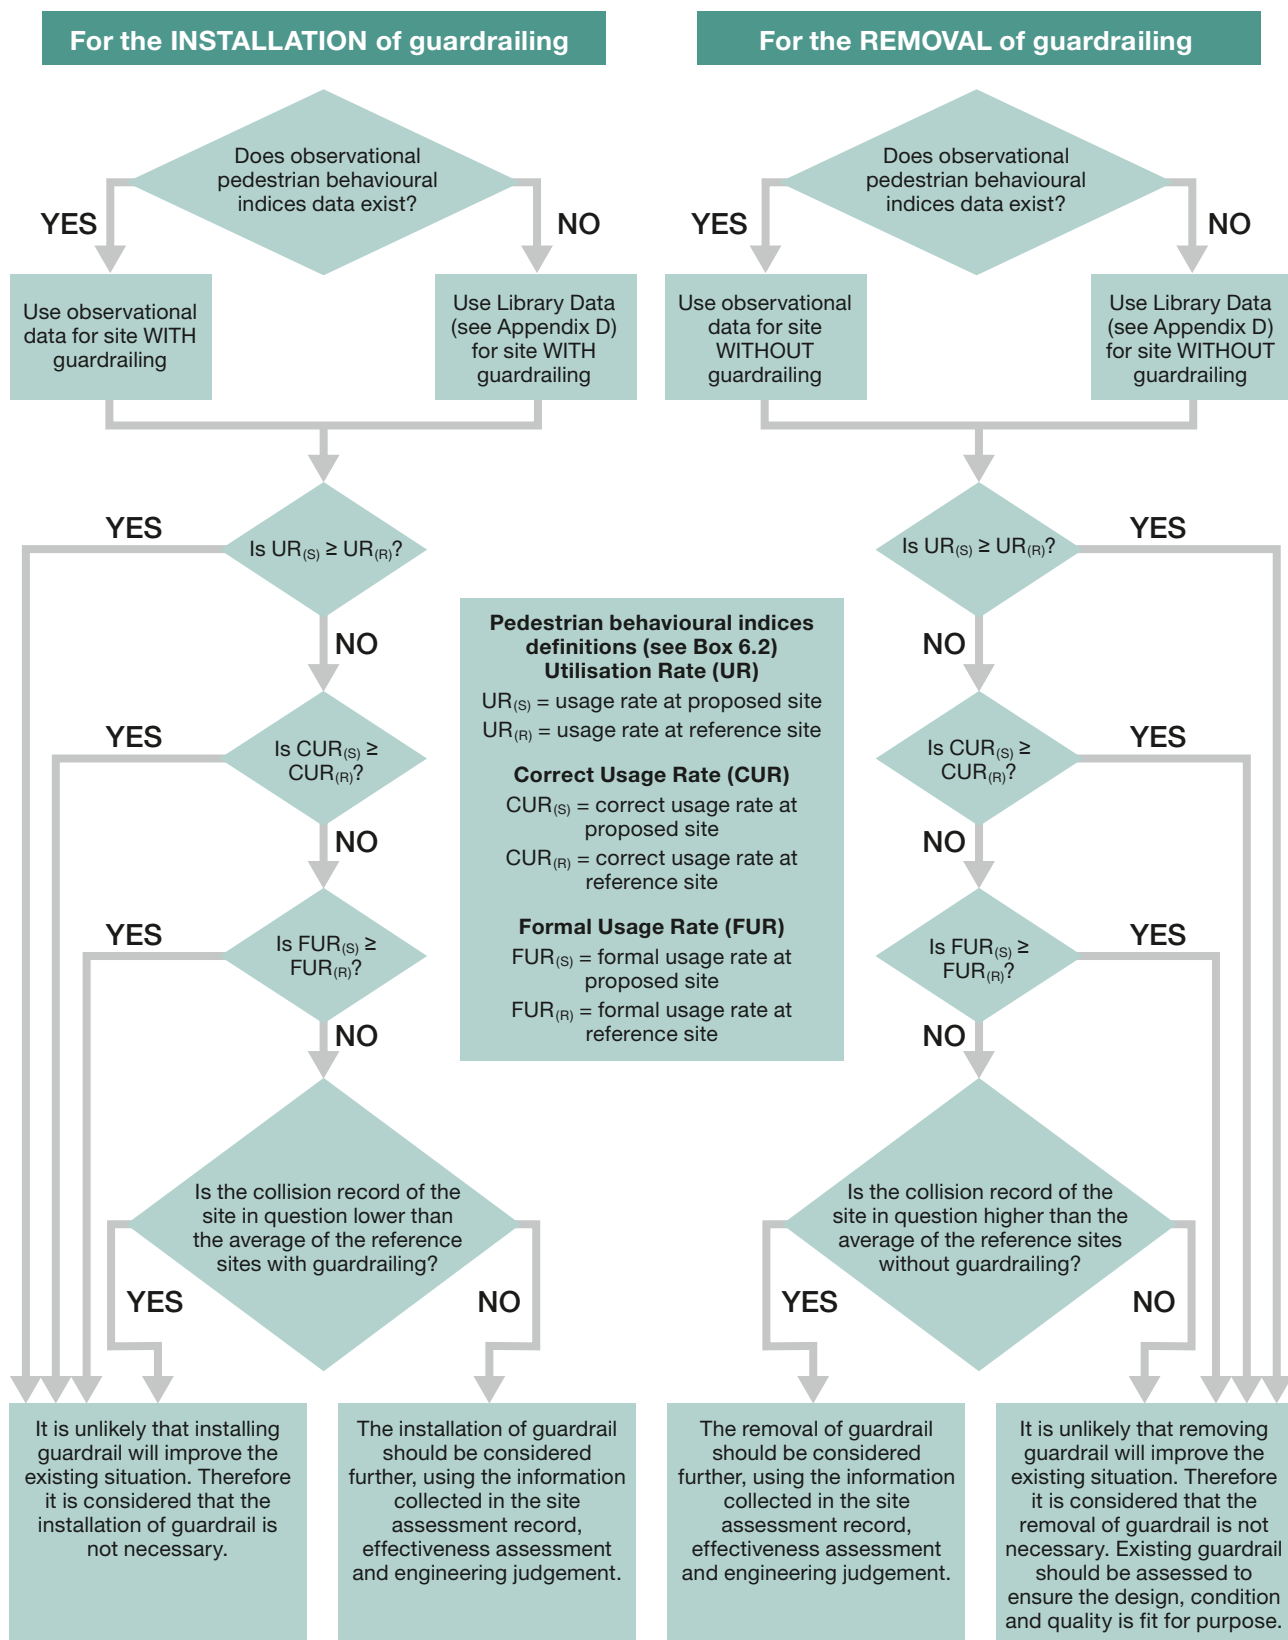 For the INSTALLATION of guardrailing
Does observational
pedestrian behavioural
indices data exist?
YES
NO
Use observational
data for site WITH
guardrailing
Use Library Data
(see Appendix D)
for site WITH
guardrailing
YES
Is UR(S) ≥ UR(R)?
NO
YES
Is CUR(S) ≥
CUR(R)?
NO
YES
Is FUR(S) ≥
FUR(R)?
NO
Is the collision record of the
site in question lower than
the average of the reference
sites with guardrailing?
YES
NO
It is unlikely that installing
guardrail will improve the
existing situation. Therefore
it is considered that the
installation of guardrail is
not necessary.
The installation of guardrail
should be considered
further, using the information
collected in the site
assessment record,
effectiveness assessment
and engineering judgement.
Pedestrian behavioural indices
definitions (see Box 6.2)
Utilisation Rate (UR)
UR(S) = usage rate at proposed site
UR(R) = usage rate at reference site
Correct Usage Rate (CUR)
CUR(S) = correct usage rate at
proposed site
CUR(R) = correct usage rate at
reference site
Formal Usage Rate (FUR)
FUR(S) = formal usage rate at
proposed site
FUR(R) = formal usage rate at
reference site
For the REMOVAL of guardrailing
Does observational
pedestrian behavioural
indices data exist?
YES
NO
Use observational
data for site
WITHOUT
guardrailing
Use Library Data
(see Appendix D)
for site WITHOUT
guardrailing
Is UR(S) ≥ UR(R)?
YES
NO
Is CUR(S) ≥
CUR(R)?
YES
NO
Is FUR(S) ≥
FUR(R)?
YES
NO
Is the collision record of the
site in question higher than the
average of the reference sites
without guardrailing?
YES
NO
The removal of guardrail
should be considered
further, using the information
collected in the site
assessment record,
effectiveness assessment
and engineering judgement.
It is unlikely that removing
guardrail will improve the
existing situation. Therefore
it is considered that the
removal of guardrail is not
necessary. Existing guardrail
should be assessed to
ensure the design, condition
and quality is fit for purpose.